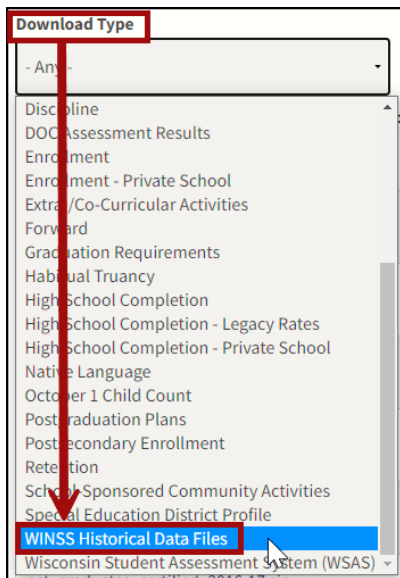 Download Type
- Any -
Discipline
DOC Assessment Results
Enrollment
Enrollment - Private School
Extra/Co-Curricular Activities
Forward
Graduation Requirements
Habitual Truancy
High School Completion
High School Completion - Legacy Rates
High School Completion - Private School
Native Language
October 1 Child Count
Postgraduation Plans
Postsecondary Enrollment
Retention
School-Sponsored Community Activities
Special Education District Profile
WINSS Historical Data Files
Wisconsin Student Assessment System (WSAS)